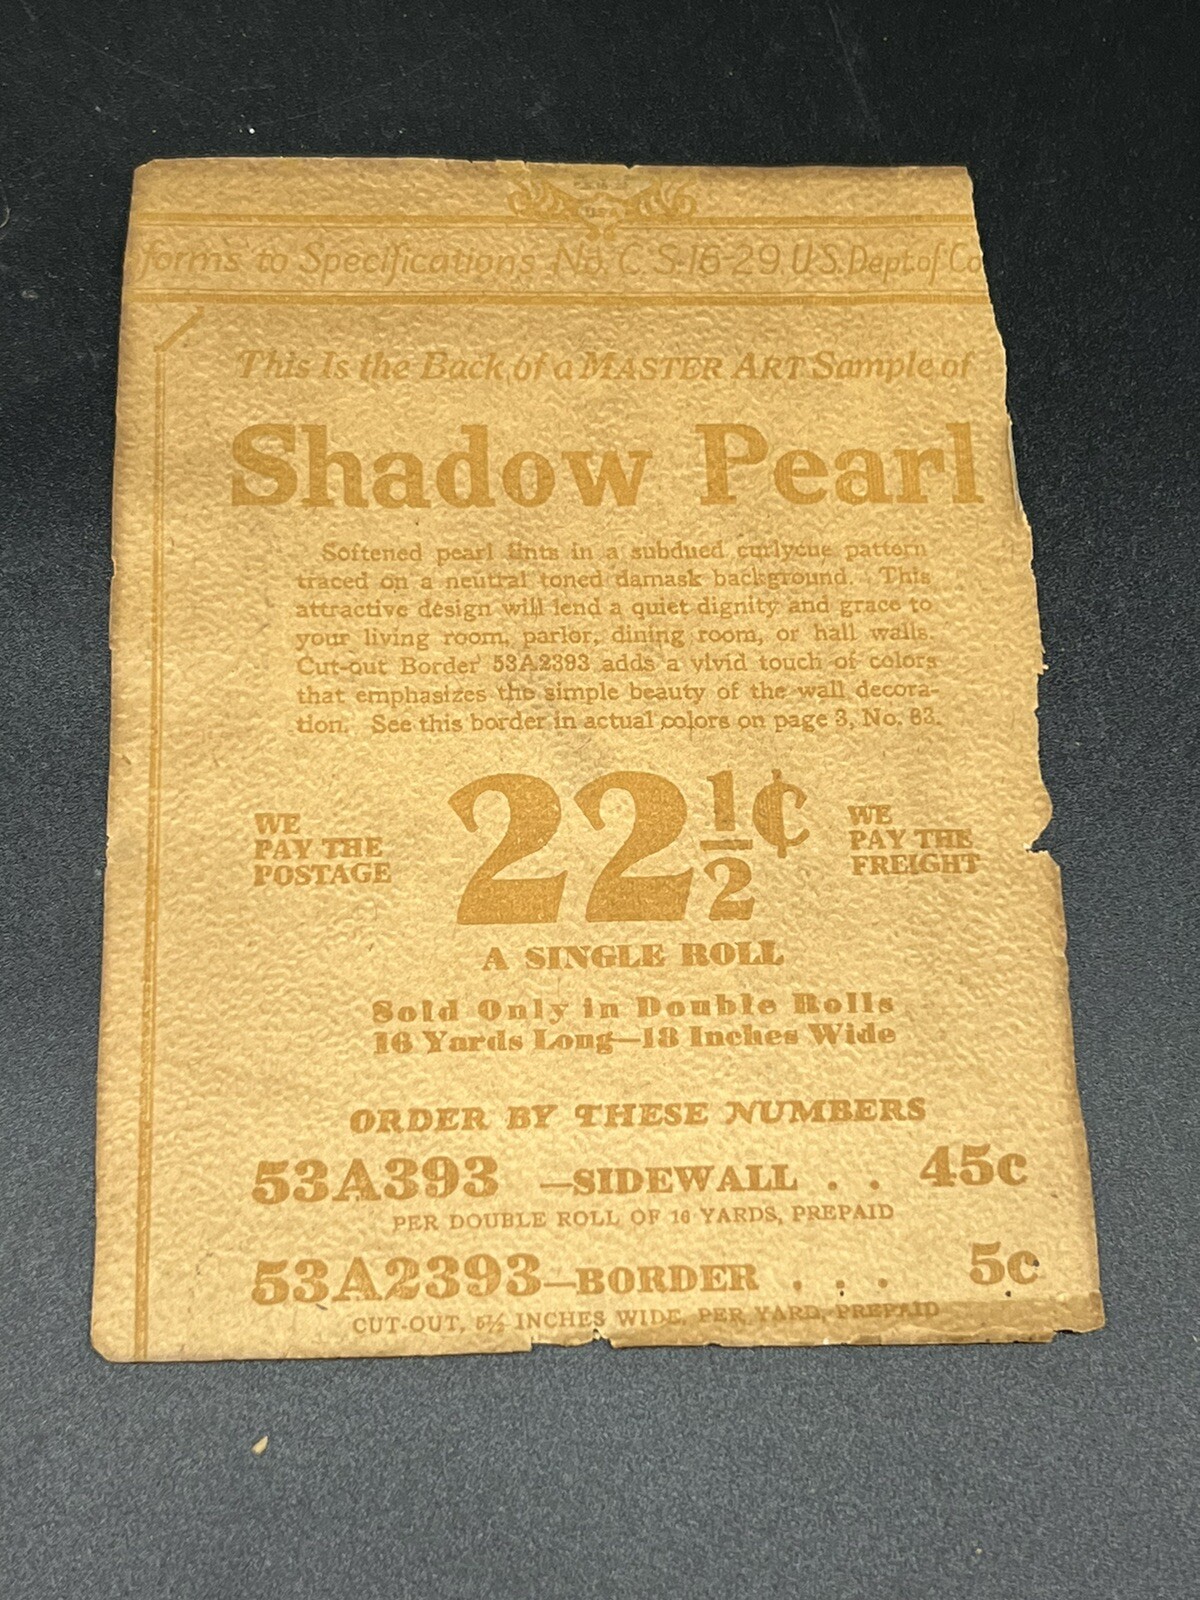 USA
forms to Specifications No. C.S-16-29 U.S. Dept. of Co
This Is the Back of a MASTER ART Sample of
Shadow Pearl
Softened pearl tints in a subdued curlycue pattern
traced on a neutral toned damask background. This
attractive design will lend a quiet dignity and grace to
your living room, parlor, dining room, or hall walls.
Cut-out Border 53A2393 adds a vivid touch of colors
that emphasizes the simple beauty of the wall decora-
tion. See this border in actual colors on page 3, No. 63.
WE
PAY THE
POSTAGE
22½¢
WE
PAY THE
FREIGHT
A SINGLE ROLL
Sold Only in Double Rolls
16 Yards Long—18 Inches Wide
ORDER BY THESE NUMBERS
53A393 —SIDEWALL . . 45c
PER DOUBLE ROLL OF 16 YARDS, PREPAID
53A2393—BORDER . . . 5c
CUT-OUT, 5½ INCHES WIDE, PER YARD, PREPAID